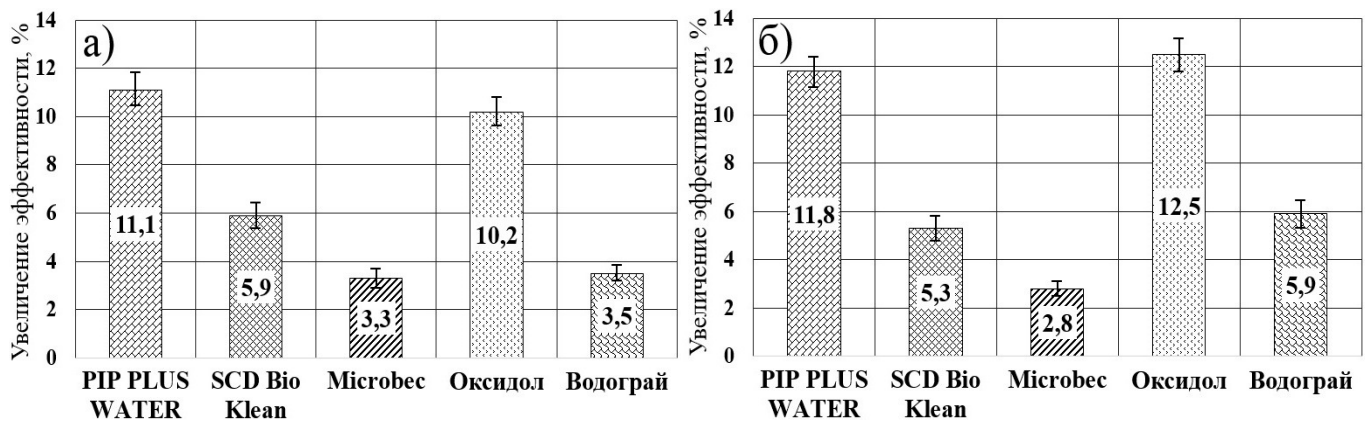 а)
Увеличение эффективности, %
14
12
10
8
6
4
2
0
11,1
5,9
3,3
10,2
3,5
PIP PLUS
WATER
SCD Bio
Klean
Microbec
Оксидол
Водограй
б)
Увеличение эффективности, %
14
12
10
8
6
4
2
0
11,8
5,3
2,8
12,5
5,9
PIP PLUS
WATER
SCD Bio
Klean
Microbec
Оксидол
Водограй